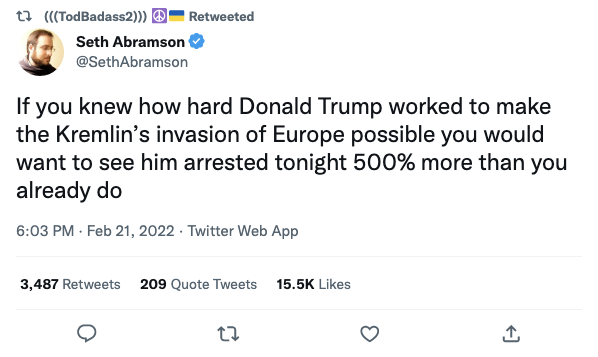 (((TodBadass2))) ☮️🇺🇦 Retweeted
Seth Abramson
@SethAbramson
If you knew how hard Donald Trump worked to make
the Kremlin’s invasion of Europe possible you would
want to see him arrested tonight 500% more than you
already do
6:03 PM · Feb 21, 2022 · Twitter Web App
3,487 Retweets 209 Quote Tweets 15.5K Likes